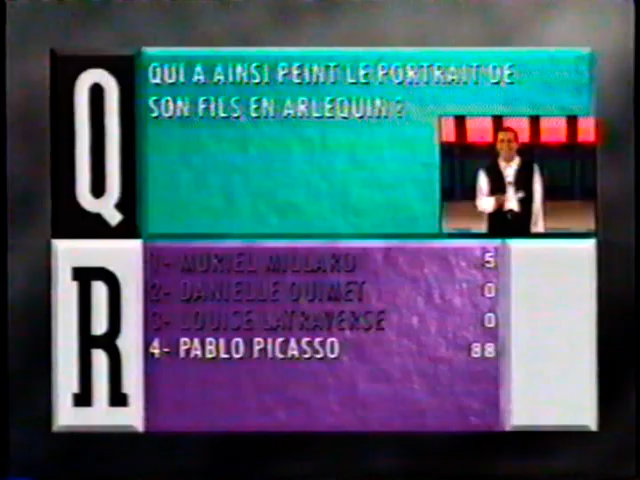 Q
QUI A AINSI PEINT LE PORTRAIT DE
SON FILS, EN ARLEQUIN ?
R
1- MURIEL MILLARD 5
2- DANIELLE OUIMET 0
3- LOUISE LATRAVERSE 0
4- PABLO PICASSO 88